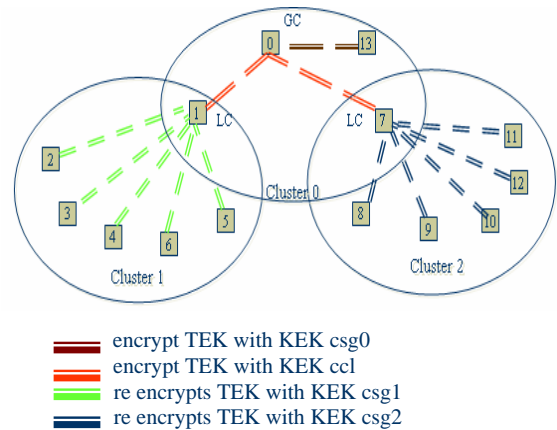 GC
0
13
1
LC
LC
7
2
11
12
3
4
6
5
Cluster 0
8
9
10
Cluster 1
Cluster 2
encrypt TEK with KEK csg0
encrypt TEK with KEK ccl
re encrypts TEK with KEK csg1
re encrypts TEK with KEK csg2